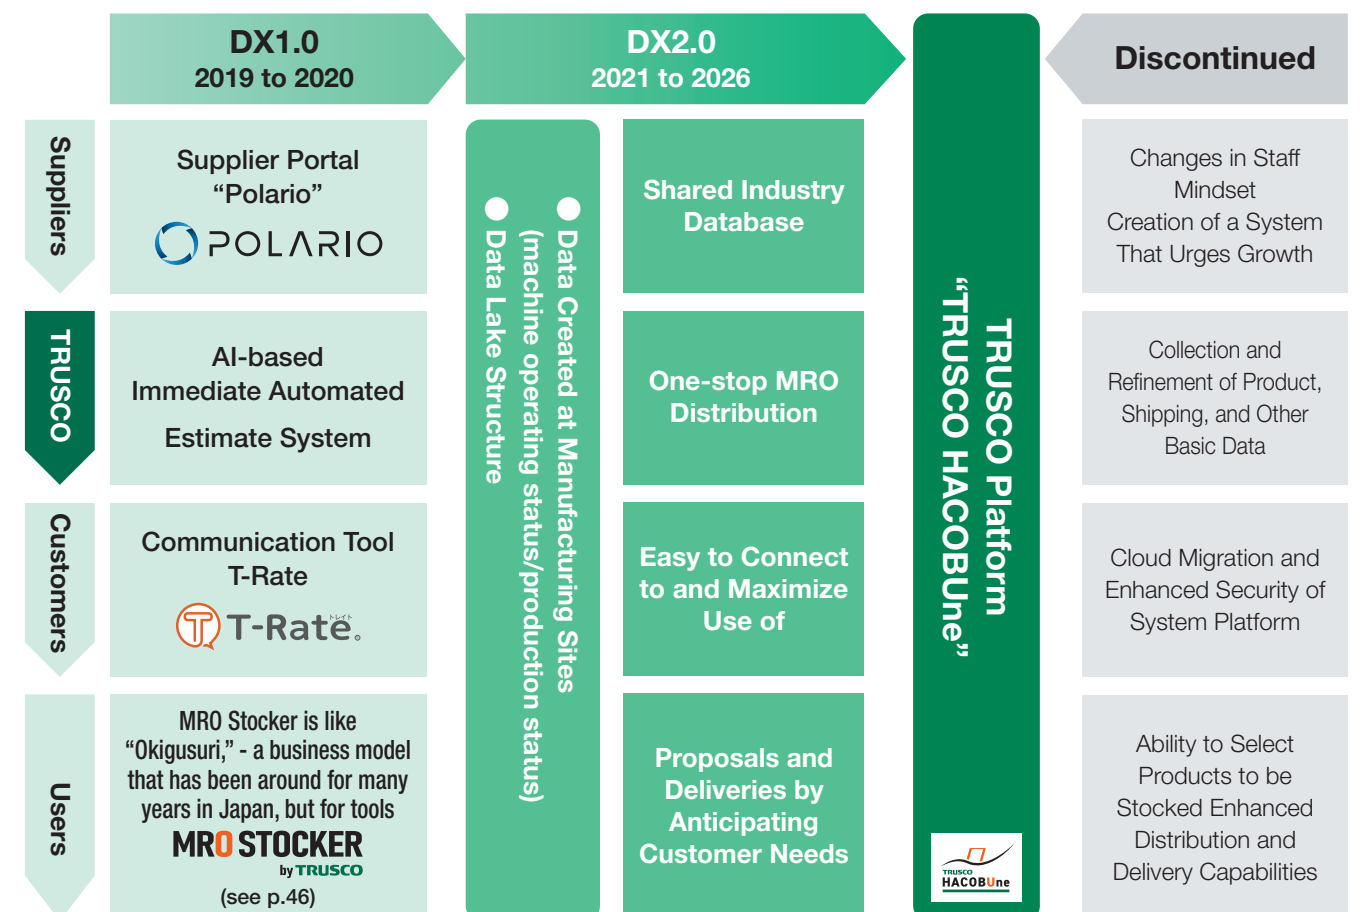 DX1.0
2019 to 2020
DX2.0
2021 to 2026
TRUSCO Platform
“TRUSCO HACOBUne”
TRUSCO
HACOBUne
Discontinued
Suppliers
Supplier Portal
“Polario”
POLARIO
● Data Created at Manufacturing Sites
(machine operating status/production status)
● Data Lake Structure
Shared Industry
Database
Changes in Staff
Mindset
Creation of a System
That Urges Growth
TRUSCO
AI-based
Immediate Automated
Estimate System
One-stop MRO
Distribution
Collection and
Refinement of Product,
Shipping, and Other
Basic Data
Customers
Communication Tool
T-Rate
トレイト
T-Rate
Easy to Connect
to and Maximize
Use of
Cloud Migration and
Enhanced Security of
System Platform
Users
MRO Stocker is like
“Okigusuri,” - a business model
that has been around for many
years in Japan, but for tools
MRO STOCKER
by TRUSCO
(see p.46)
Proposals and
Deliveries by
Anticipating
Customer Needs
Ability to Select
Products to be
Stocked Enhanced
Distribution and
Delivery Capabilities